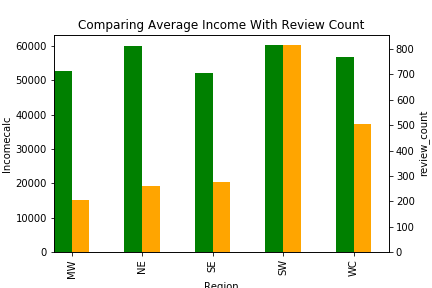 Comparing Average Income With Review Count
60000
50000
40000
30000
20000
10000
0
Incomecalc
800
700
600
500
400
300
200
100
0
review_count
MW
NE
SE
SW
WC
Region